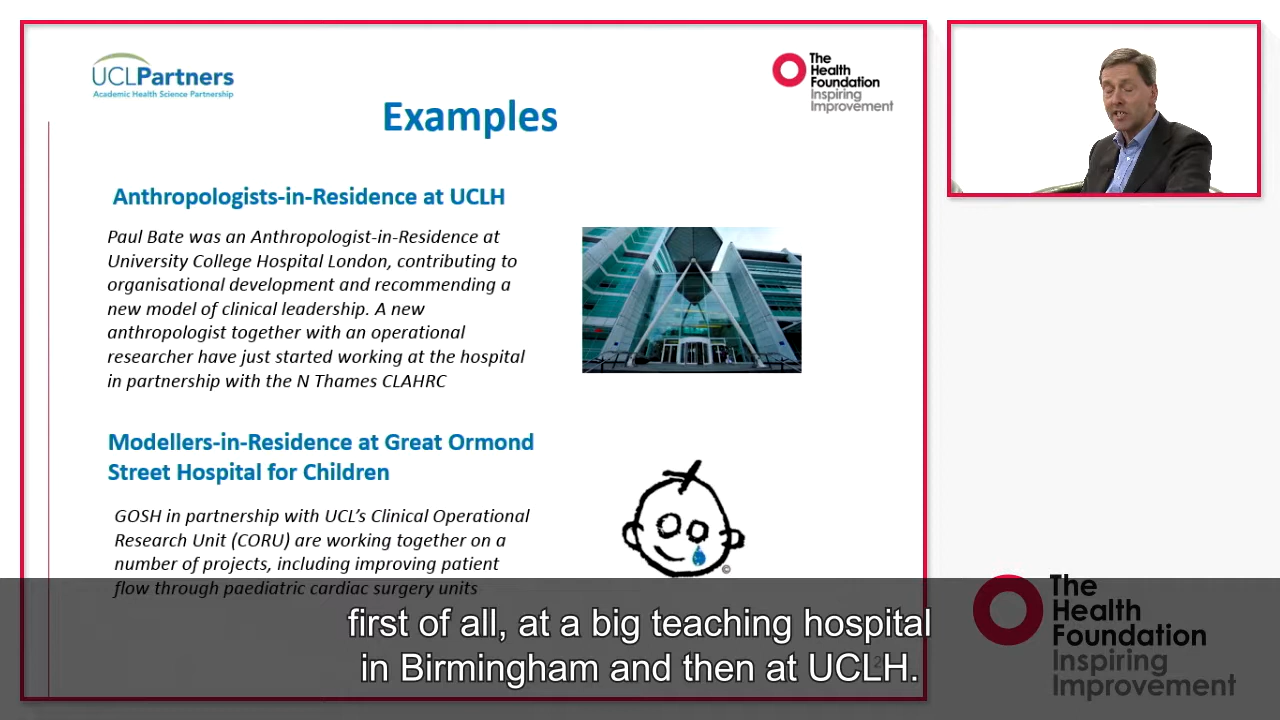 UCLPartners
Academic Health Science Partnership
The
Health
Foundation
Inspiring
Improvement
Examples
Anthropologists-in-Residence at UCLH
Paul Bate was an Anthropologist-in-Residence at
University College Hospital London, contributing to
organisational development and recommending a
new model of clinical leadership. A new
anthropologist together with an operational
researcher have just started working at the hospital
in partnership with the N Thames CLAHRC
Modellers-in-Residence at Great Ormond
Street Hospital for Children
GOSH in partnership with UCL's Clinical Operational
Research Unit (CORU) are working together on a
number of projects, including improving patient
flow through paediatric cardiac surgery units
©
first of all, at a big teaching hospital
in Birmingham and then at UCLH.
The
Health
Foundation
Inspiring
Improvement